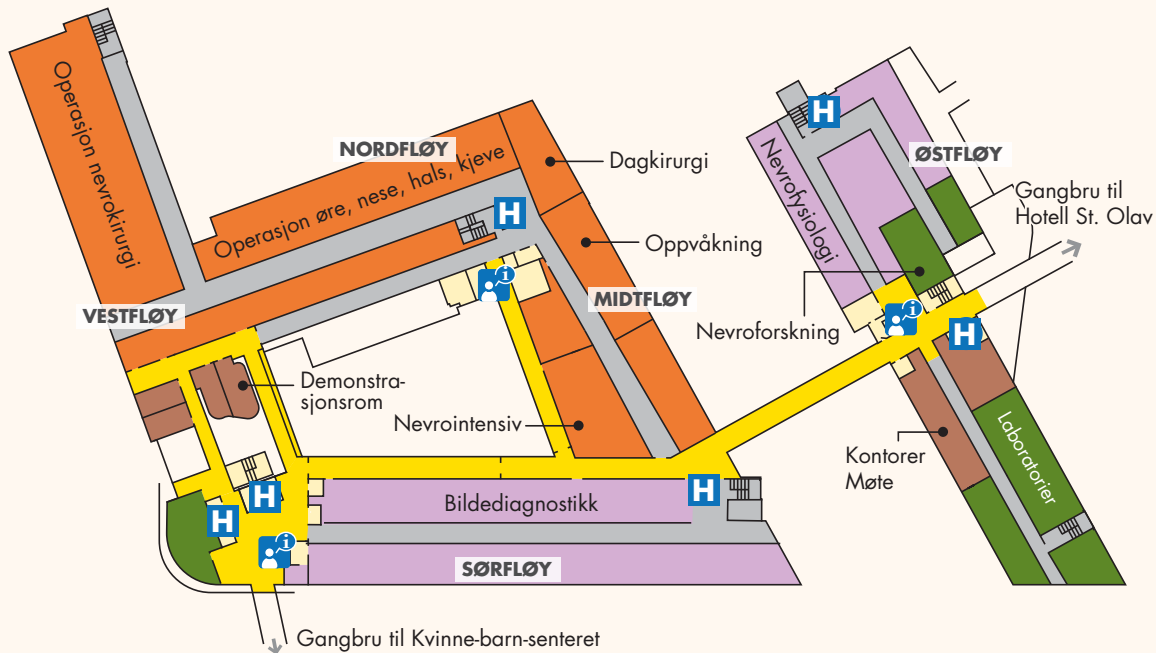 Operasjon nevrokirurgi
NORDFLØY
Operasjon øre, nese, hals, kjeve
H
Dagkirurgi
Oppvåkning
MIDTFLØY
VESTFLØY
i
Demonstra-
sjonsrom
Nevrointensiv
H
H
H
Bildediagnostikk
i
SØRFLØY
Gangbru til Kvinne-barn-senteret
H
ØSTFLØY
Nevrofysiologi
Gangbru til
Hotell St. Olav
Nevroforskning
i
H
Kontorer
Møte
Laboratorier